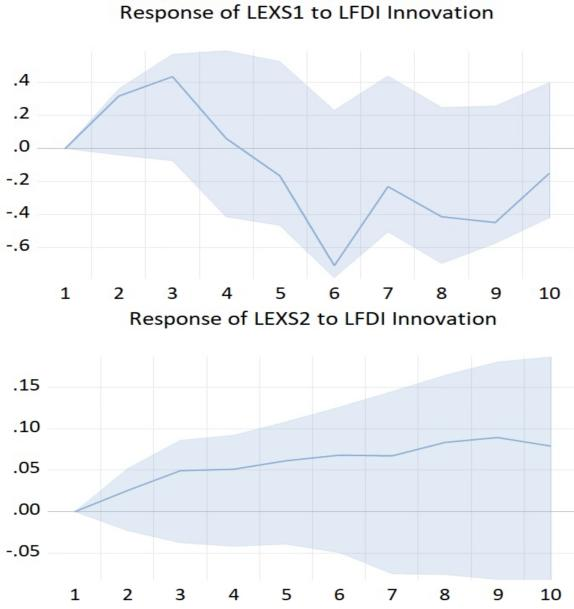 Response of LEXS1 to LFDI Innovation
.4
.2
.0
-.2
-.4
-.6
1 2 3 4 5 6 7 8 9 10
Response of LEXS2 to LFDI Innovation
.15
.10
.05
.00
-.05
1 2 3 4 5 6 7 8 9 10